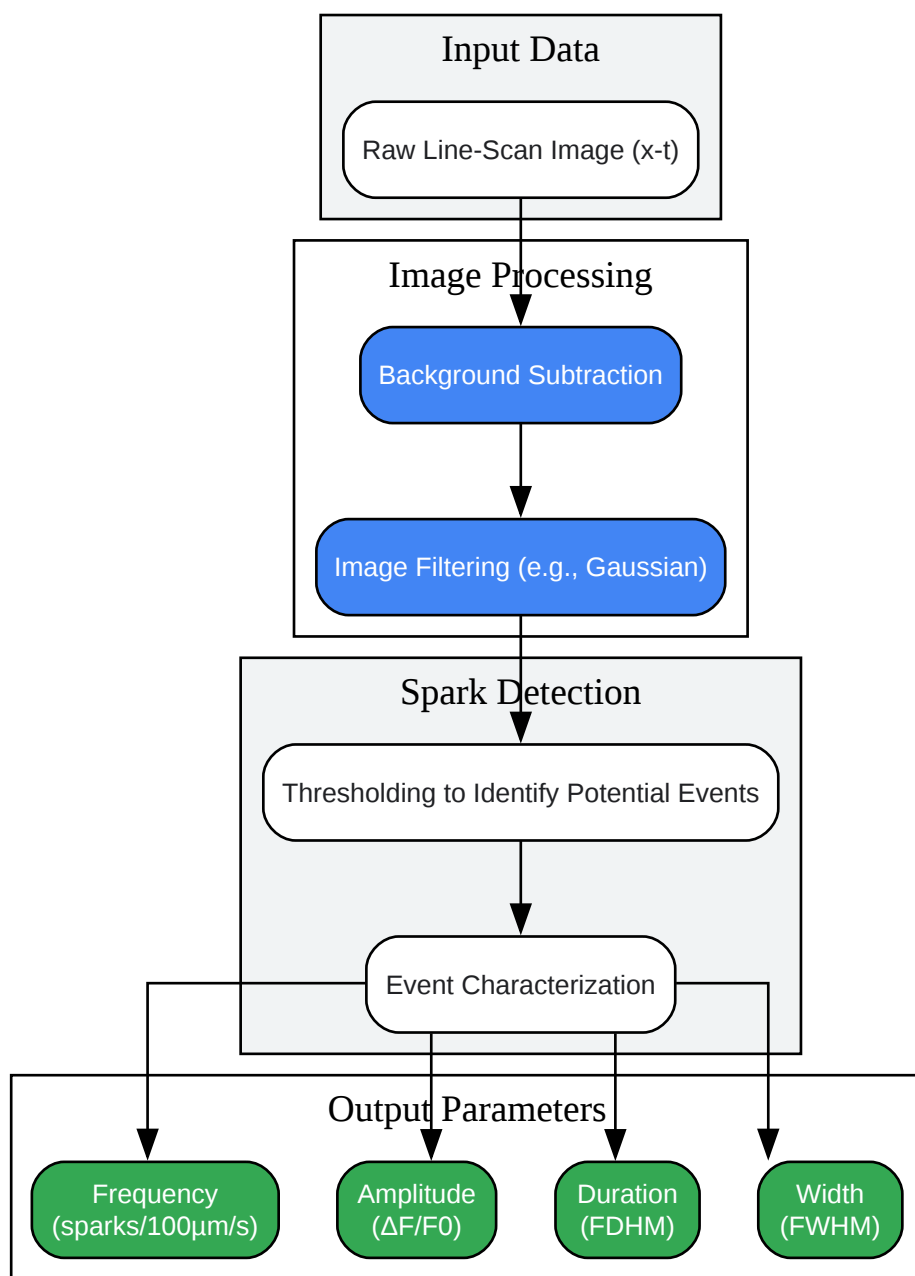 Input Data
Raw Line-Scan Image (x-t)
Image Processing
Background Subtraction
Image Filtering (e.g., Gaussian)
Spark Detection
Thresholding to Identify Potential Events
Event Characterization
Output Parameters
Frequency
(sparks/100µm/s)
Amplitude
(ΔF/F0)
Duration
(FDHM)
Width
(FWHM)